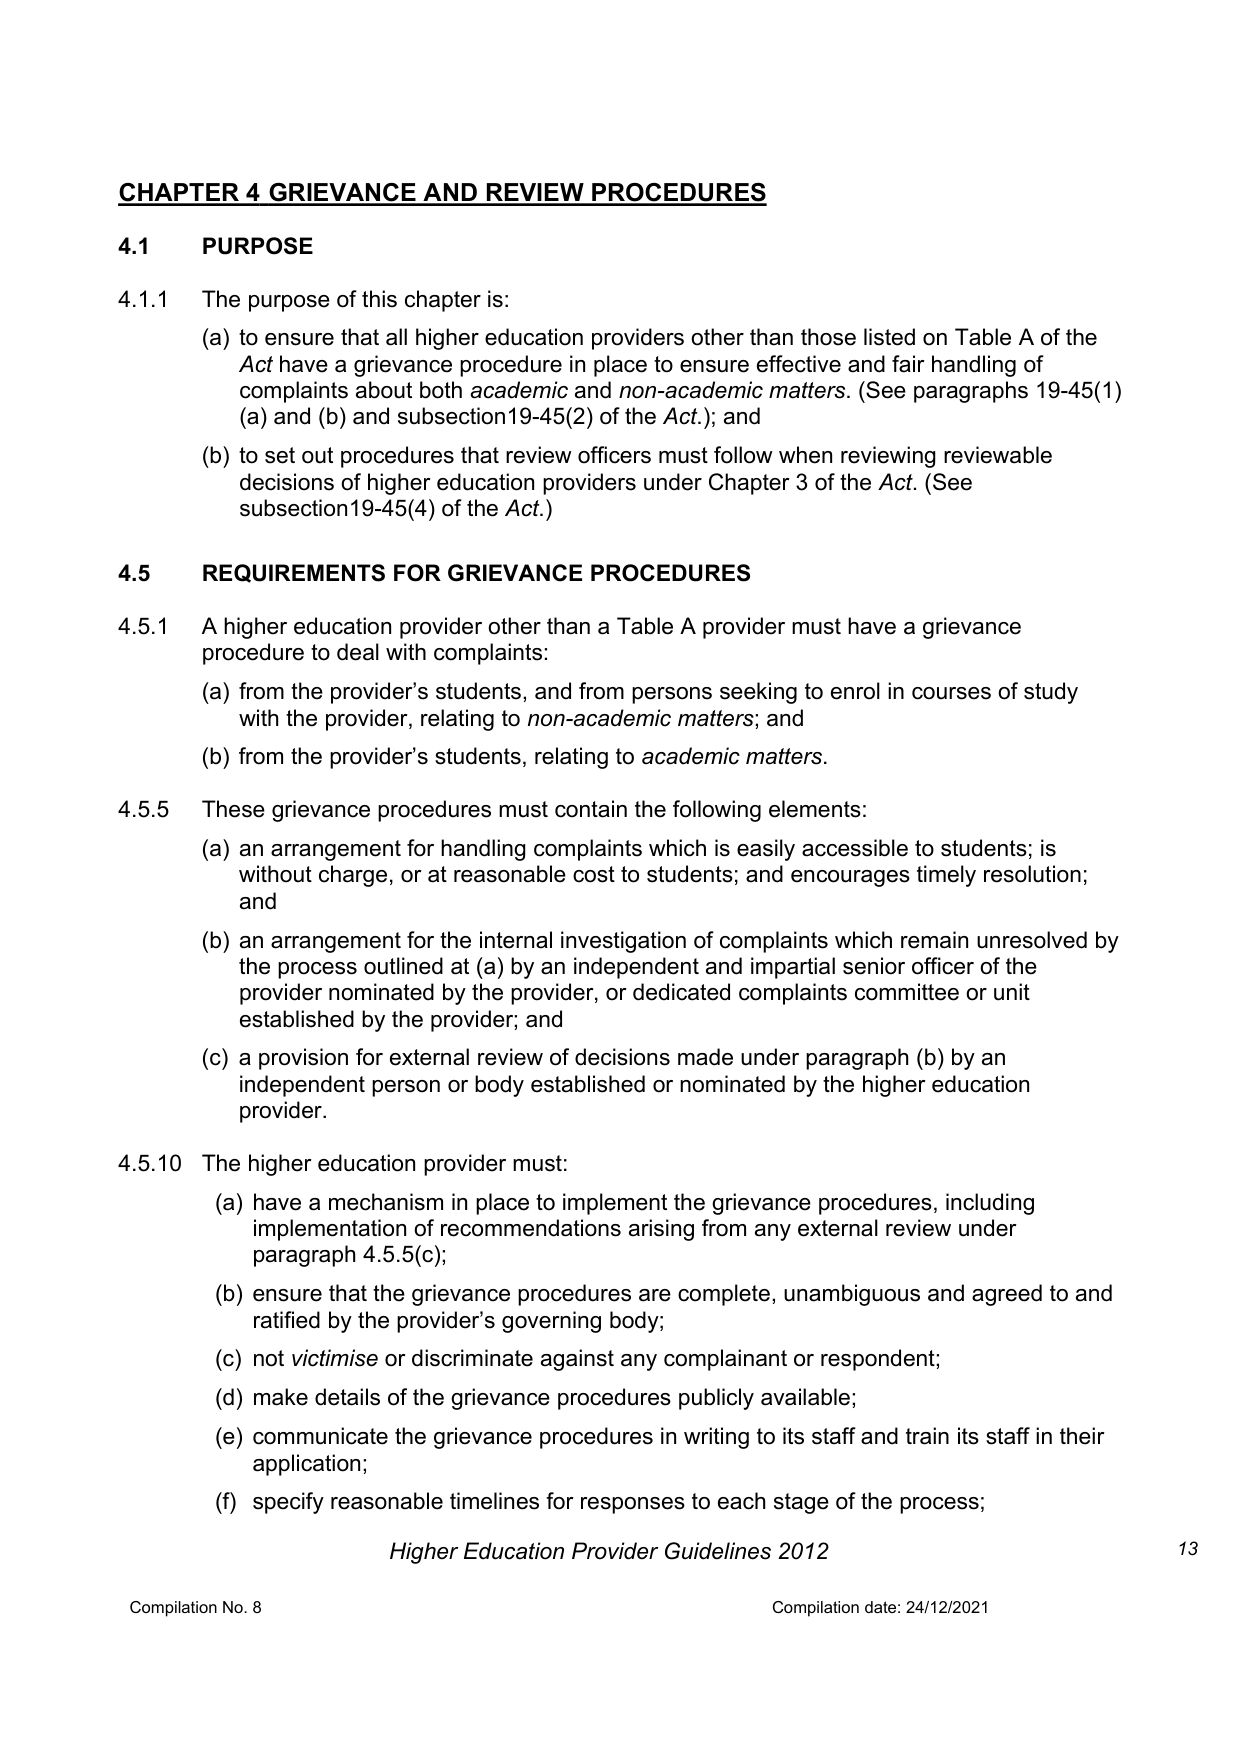 CHAPTER 4 GRIEVANCE AND REVIEW PROCEDURES
4.1 PURPOSE
4.1.1 The purpose of this chapter is:
(a) to ensure that all higher education providers other than those listed on Table A of the
Act have a grievance procedure in place to ensure effective and fair handling of
complaints about both academic and non-academic matters. (See paragraphs 19-45(1)
(a) and (b) and subsection19-45(2) of the Act.); and
(b) to set out procedures that review officers must follow when reviewing reviewable
decisions of higher education providers under Chapter 3 of the Act. (See
subsection19-45(4) of the Act.)
4.5 REQUIREMENTS FOR GRIEVANCE PROCEDURES
4.5.1 A higher education provider other than a Table A provider must have a grievance
procedure to deal with complaints:
(a) from the provider’s students, and from persons seeking to enrol in courses of study
with the provider, relating to non-academic matters; and
(b) from the provider’s students, relating to academic matters.
4.5.5 These grievance procedures must contain the following elements:
(a) an arrangement for handling complaints which is easily accessible to students; is
without charge, or at reasonable cost to students; and encourages timely resolution;
and
(b) an arrangement for the internal investigation of complaints which remain unresolved by
the process outlined at (a) by an independent and impartial senior officer of the
provider nominated by the provider, or dedicated complaints committee or unit
established by the provider; and
(c) a provision for external review of decisions made under paragraph (b) by an
independent person or body established or nominated by the higher education
provider.
4.5.10 The higher education provider must:
(a) have a mechanism in place to implement the grievance procedures, including
implementation of recommendations arising from any external review under
paragraph 4.5.5(c);
(b) ensure that the grievance procedures are complete, unambiguous and agreed to and
ratified by the provider’s governing body;
(c) not victimise or discriminate against any complainant or respondent;
(d) make details of the grievance procedures publicly available;
(e) communicate the grievance procedures in writing to its staff and train its staff in their
application;
(f) specify reasonable timelines for responses to each stage of the process;
Higher Education Provider Guidelines 2012 13
Compilation No. 8 Compilation date: 24/12/2021